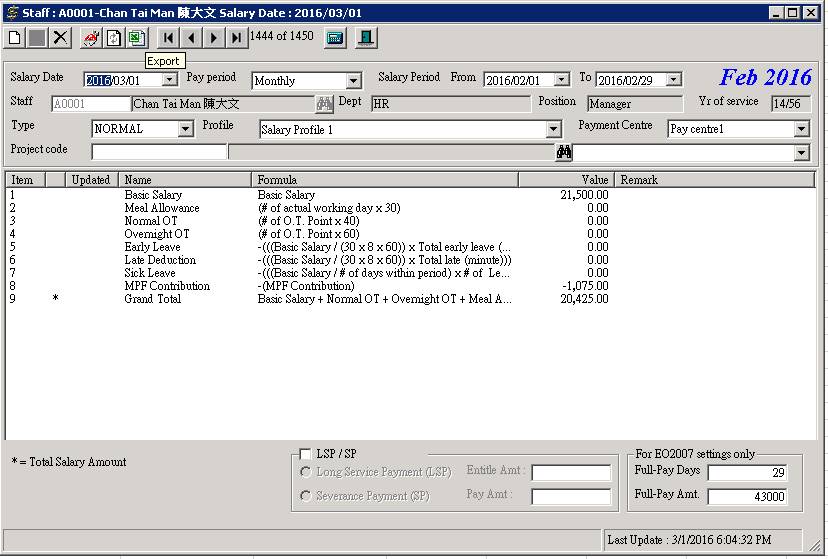 Staff : A0001-Chan Tai Man 陳大文 Salary Date : 2016/03/01
1444 of 1450
Export
Salary Date 2016/03/01 Pay period Monthly Salary Period From 2016/02/01 To 2016/02/29 Feb 2016
Staff A0001 Chan Tai Man 陳大文 Dept HR Position Manager Yr of service 14/56
Type NORMAL Profile Salary Profile 1 Payment Centre Pay centre1
Project code
Item Updated Name Formula Value Remark
1 Basic Salary Basic Salary 21,500.00
2 Meal Allowance (# of actual working day x 30) 0.00
3 Normal OT (# of O.T. Point x 40) 0.00
4 Overnight OT (# of O.T. Point x 60) 0.00
5 Early Leave -(((Basic Salary / (30 x 8 x 60)) x Total early leave (... 0.00
6 Late Deduction -(((Basic Salary / (30 x 8 x 60)) x Total late (minute))) 0.00
7 Sick Leave -(((Basic Salary / # of days within period) x # of Le... 0.00
8 MPF Contribution -(MPF Contribution) -1,075.00
9 * Grand Total Basic Salary + Normal OT + Overnight OT + Meal A... 20,425.00
* = Total Salary Amount
LSP / SP
Long Service Payment (LSP) Entitle Amt :
Severance Payment (SP) Pay Amt :
For EO2007 settings only
Full-Pay Days 29
Full-Pay Amt. 43000
Last Update : 3/1/2016 6:04:32 PM